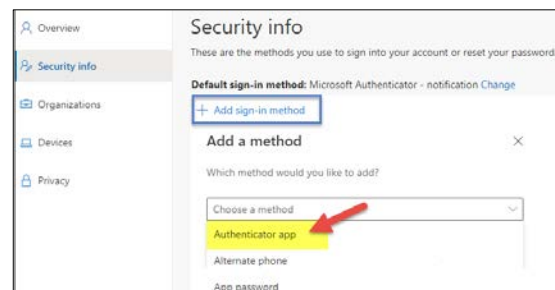 Overview
Security info
Organizations
Devices
Privacy
Security info
These are the methods you use to sign into your account or reset your password
Default sign-in method: Microsoft Authenticator - notification Change
+ Add sign-in method
Add a method
Which method would you like to add?
Choose a method
Authenticator app
Alternate phone
App password